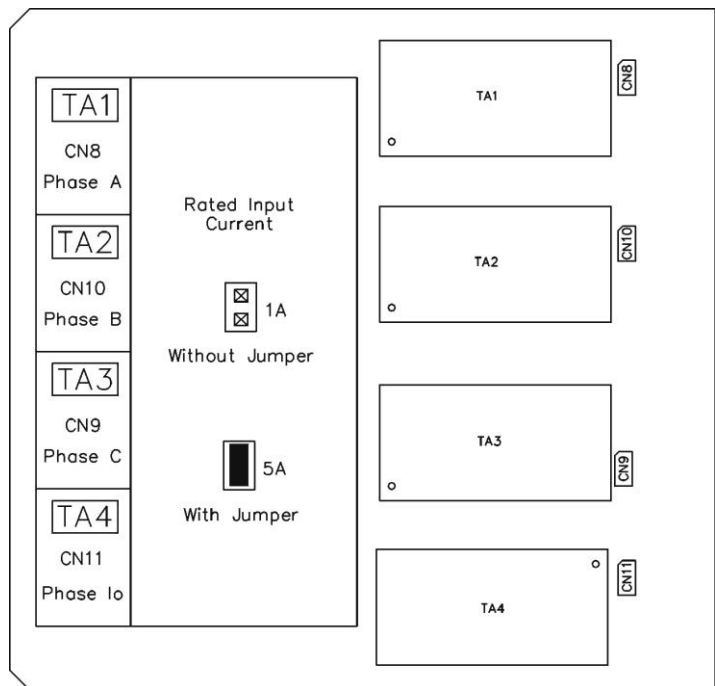 TA1
CN8
Phase A
TA2
CN10
Phase B
TA3
CN9
Phase C
TA4
CN11
Phase Io
Rated Input
Current
1A
Without Jumper
5A
With Jumper
TA1
CN8
TA2
CN10
TA3
CN9
TA4
CN11